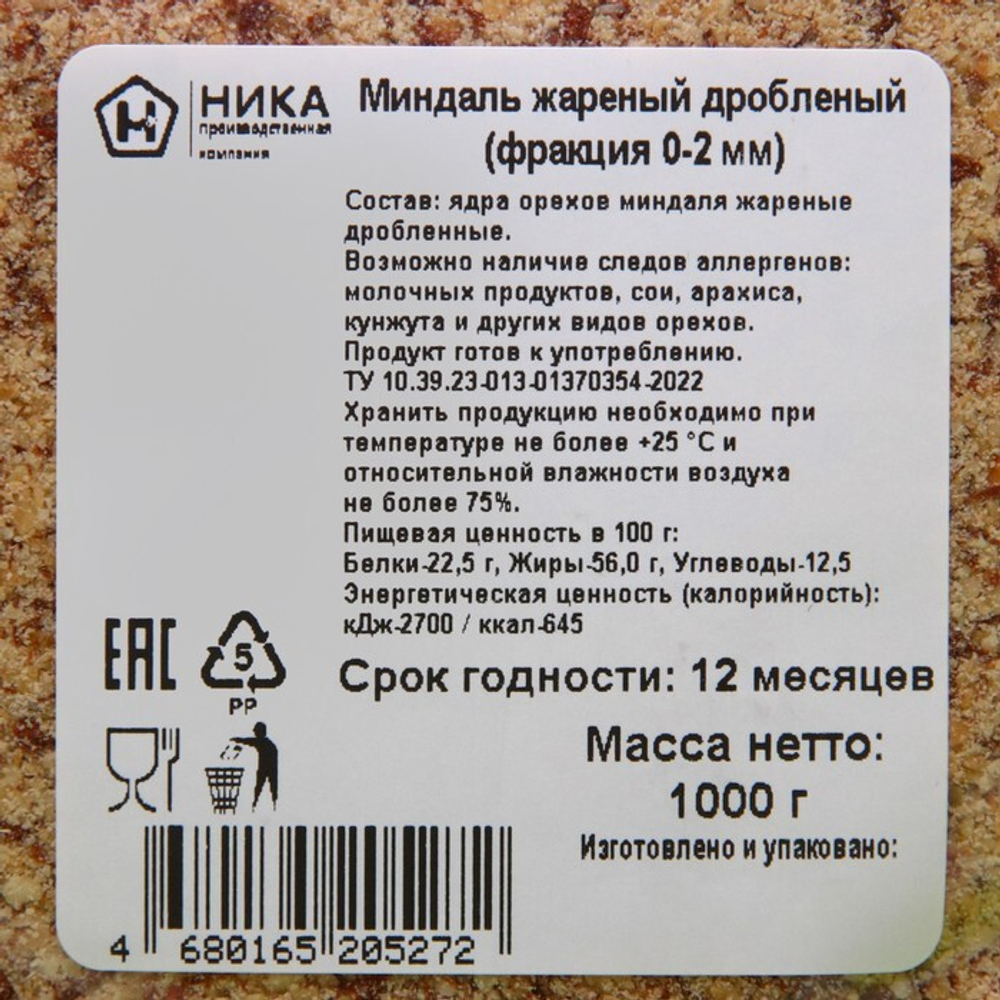 НИКА
производственная
компания
Миндаль жареный дробленый
(фракция 0-2 мм)
Состав: ядра орехов миндаля жареные
дробленные.
Возможно наличие следов аллергенов:
молочных продуктов, сои, арахиса,
кунжута и других видов орехов.
Продукт готов к употреблению.
ТУ 10.39.23-013-01370354-2022
Хранить продукцию необходимо при
температуре не более +25 °С и
относительной влажности воздуха
не более 75%.
Пищевая ценность в 100 г:
Белки-22,5 г, Жиры-56,0 г, Углеводы-12,5
Энергетическая ценность (калорийность):
кДж-2700 / ккал-645
Срок годности: 12 месяцев
EAC
5
PP
Масса нетто:
1000 г
Изготовлено и упаковано:
4 680165 205272